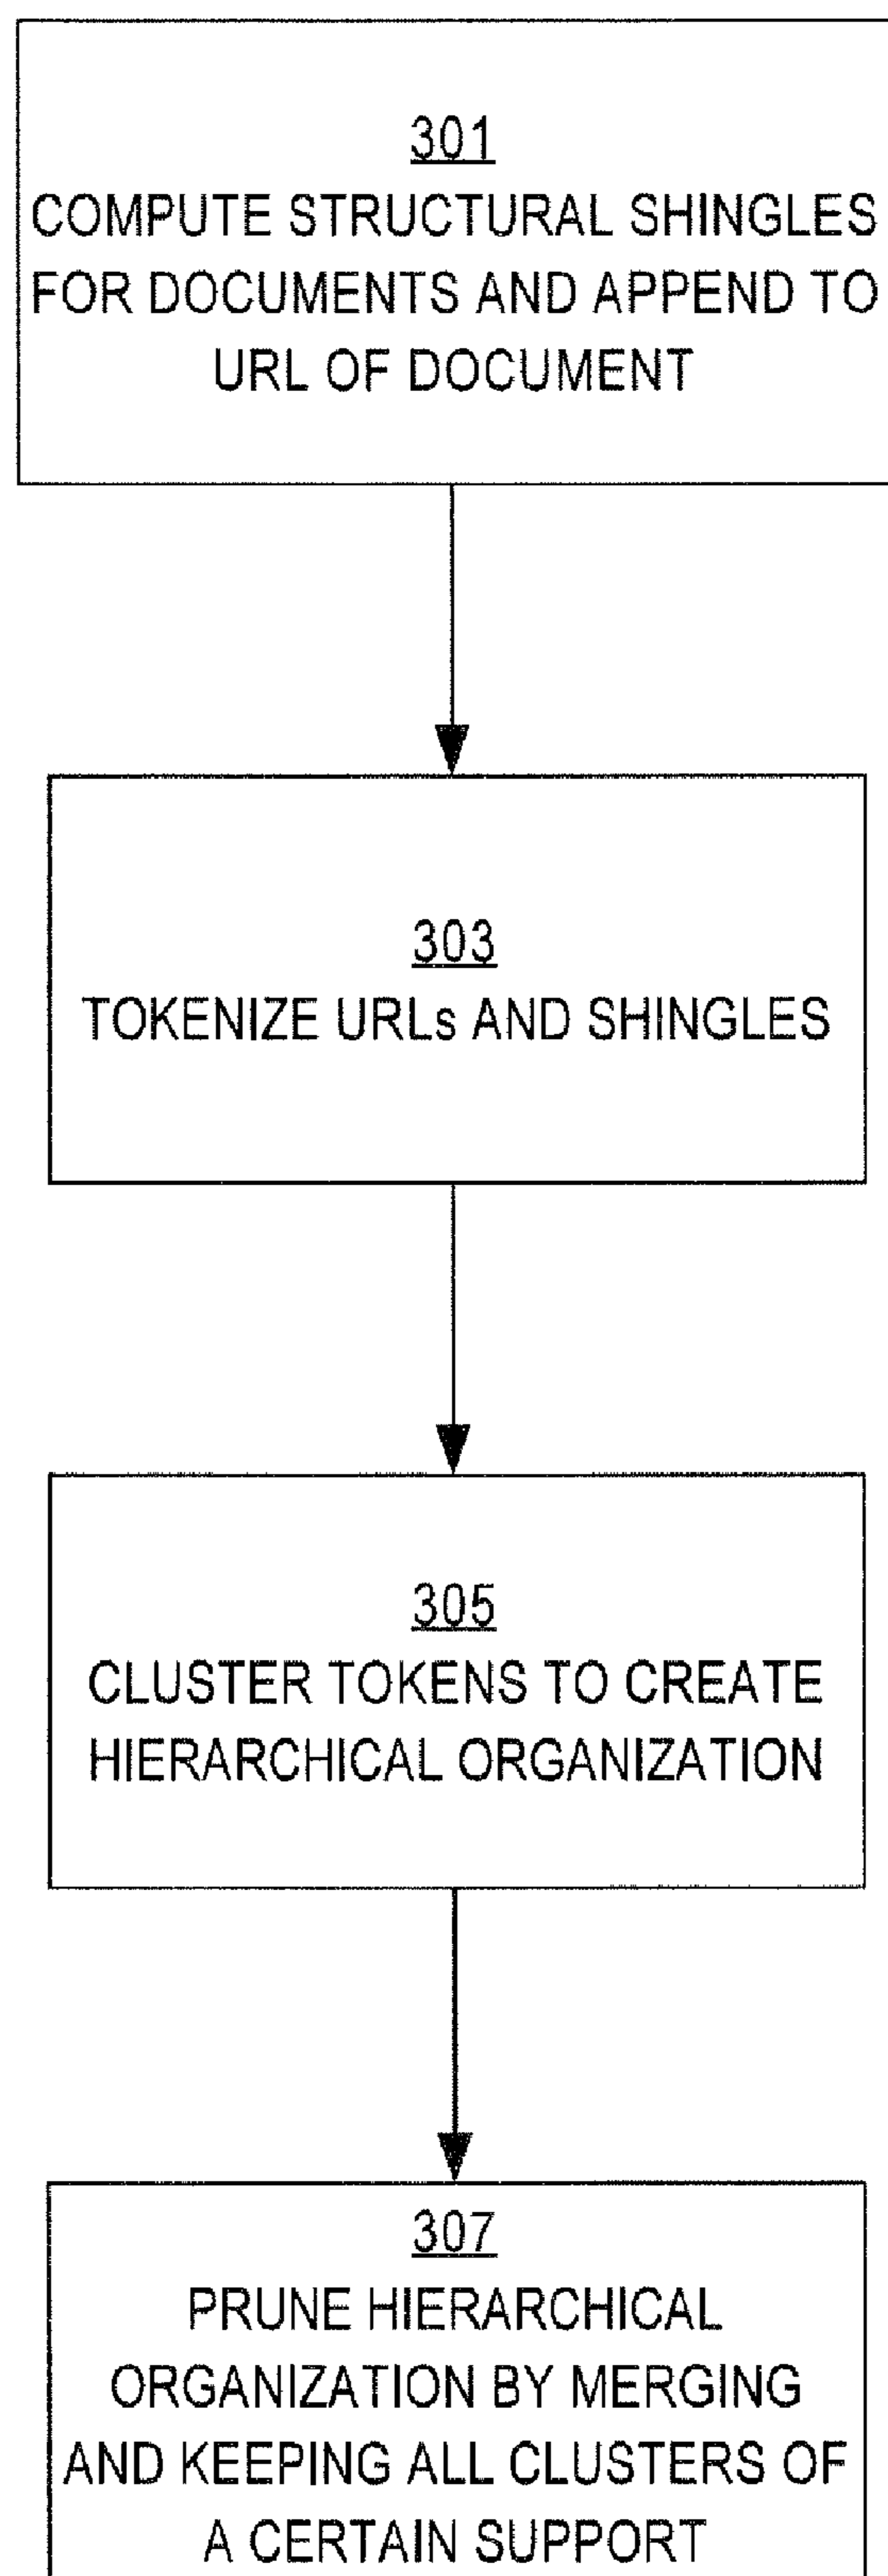 301
COMPUTE STRUCTURAL SHINGLES
FOR DOCUMENTS AND APPEND TO
URL OF DOCUMENT
303
TOKENIZE URLs AND SHINGLES
305
CLUSTER TOKENS TO CREATE
HIERARCHICAL ORGANIZATION
307
PRUNE HIERARCHICAL
ORGANIZATION BY MERGING
AND KEEPING ALL CLUSTERS OF
A CERTAIN SUPPORT